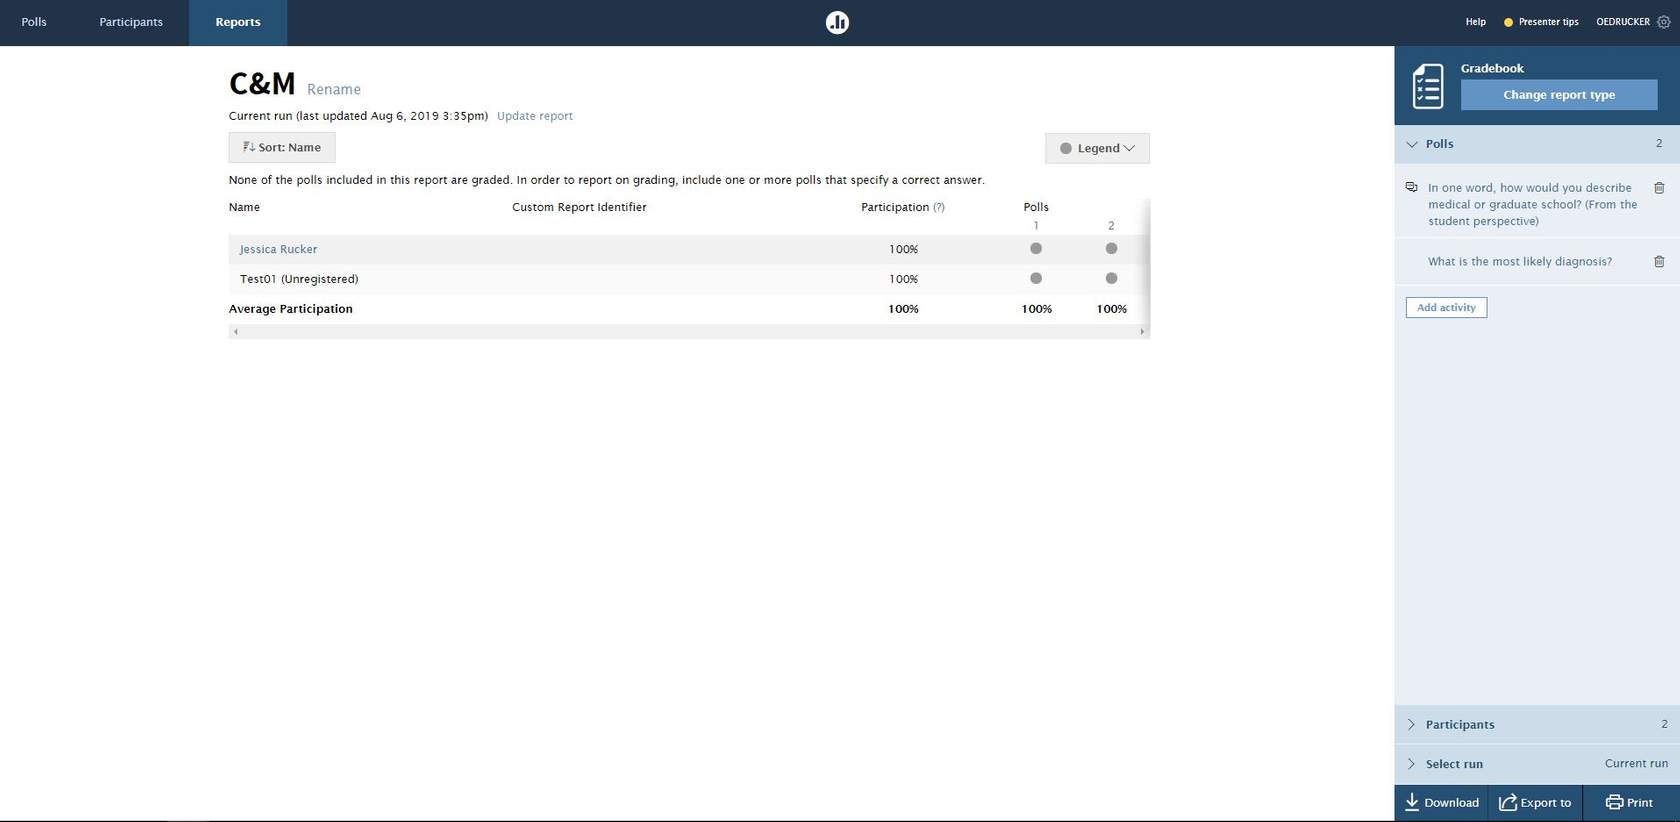 Polls Participants Reports Help Presenter tips OEDRUCKER
C&M Rename
Current run (last updated Aug 6, 2019 3:35pm) Update report
Sort: Name Legend
None of the polls included in this report are graded. In order to report on grading, include one or more polls that specify a correct answer.
Name Custom Report Identifier Participation (?) Polls
1 2
Jessica Rucker 100%
Test01 (Unregistered) 100%
Average Participation 100% 100% 100%
Gradebook
Change report type
Polls 2
In one word, how would you describe
medical or graduate school? (From the
student perspective)
What is the most likely diagnosis?
Add activity
Participants 2
Select run Current run
Download Export to Print